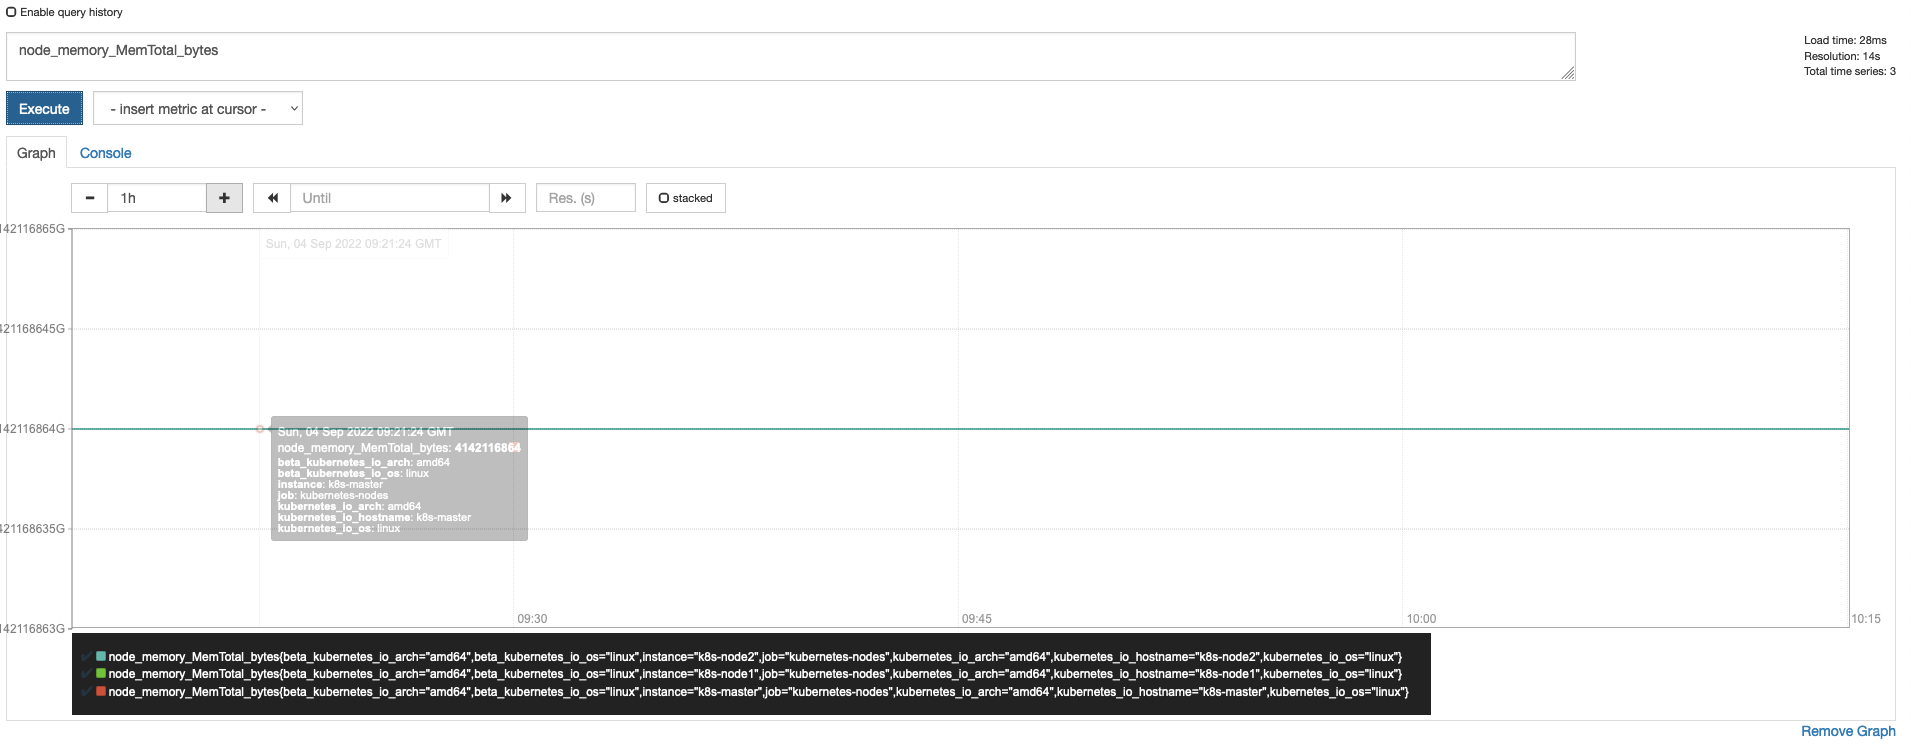 Enable query history
node_memory_MemTotal_bytes
Load time: 28ms
Resolution: 14s
Total time series: 3
Execute
- insert metric at cursor -
Graph
Console
1h
Until
Res. (s)
stacked
142116865G
Sun, 04 Sep 2022 09:21:24 GMT
421168645G
142116864G
Sun, 04 Sep 2022 09:21:24 GMT
node_memory_MemTotal_bytes: 4142116864
beta_kubernetes_io_arch: amd64
beta_kubernetes_io_os: linux
instance: k8s-master
job: kubernetes-nodes
kubernetes_io_arch: amd64
kubernetes_io_hostname: k8s-master
kubernetes_io_os: linux
421168635G
142116863G
09:30
09:45
10:00
10:15
node_memory_MemTotal_bytes{beta_kubernetes_io_arch="amd64",beta_kubernetes_io_os="linux",instance="k8s-node2",job="kubernetes-nodes",kubernetes_io_arch="amd64",kubernetes_io_hostname="k8s-node2",kubernetes_io_os="linux"}
node_memory_MemTotal_bytes{beta_kubernetes_io_arch="amd64",beta_kubernetes_io_os="linux",instance="k8s-node1",job="kubernetes-nodes",kubernetes_io_arch="amd64",kubernetes_io_hostname="k8s-node1",kubernetes_io_os="linux"}
node_memory_MemTotal_bytes{beta_kubernetes_io_arch="amd64",beta_kubernetes_io_os="linux",instance="k8s-master",job="kubernetes-nodes",kubernetes_io_arch="amd64",kubernetes_io_hostname="k8s-master",kubernetes_io_os="linux"}
Remove Graph